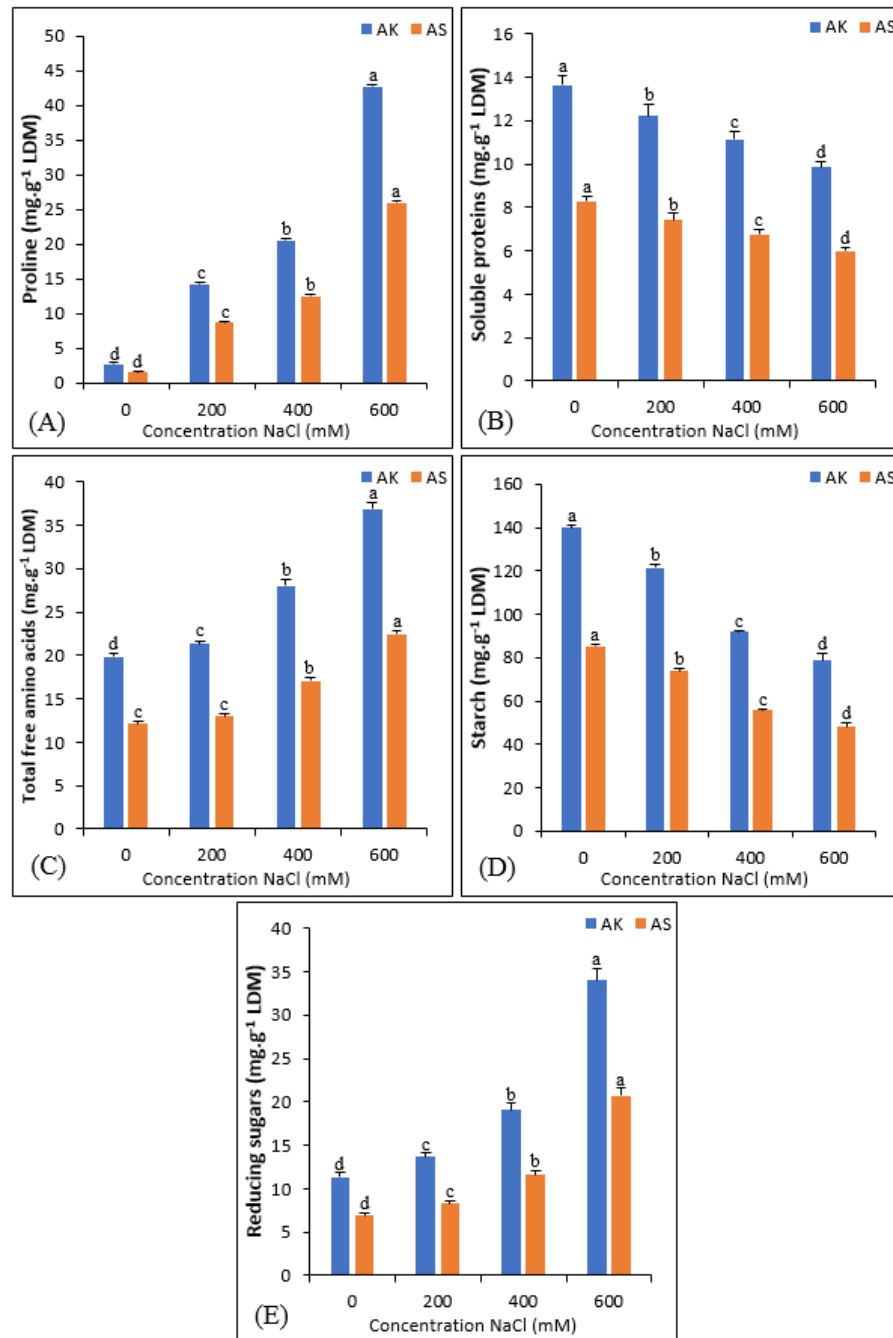 AK AS
Proline (mg.g⁻¹ LDM)
50
45
40
35
30
25
20
15
10
5
0
d d
c c
b b
a a
0 200 400 600
(A) Concentration NaCl (mM)
AK AS
Soluble proteins (mg.g⁻¹ LDM)
16
14
12
10
8
6
4
2
0
a a
b b
c c
d d
0 200 400 600
(B) Concentration NaCl (mM)
AK AS
Total free amino acids (mg.g⁻¹ LDM)
40
35
30
25
20
15
10
5
0
d c
c c
b b
a a
0 200 400 600
(C) Concentration NaCl (mM)
AK AS
Starch (mg.g⁻¹ LDM)
160
140
120
100
80
60
40
20
0
a a
b b
c c
d d
0 200 400 600
(D) Concentration NaCl (mM)
AK AS
Reducing sugars (mg.g⁻¹ LDM)
40
35
30
25
20
15
10
5
0
d d
c c
b b
a a
0 200 400 600
(E) Concentration NaCl (mM)